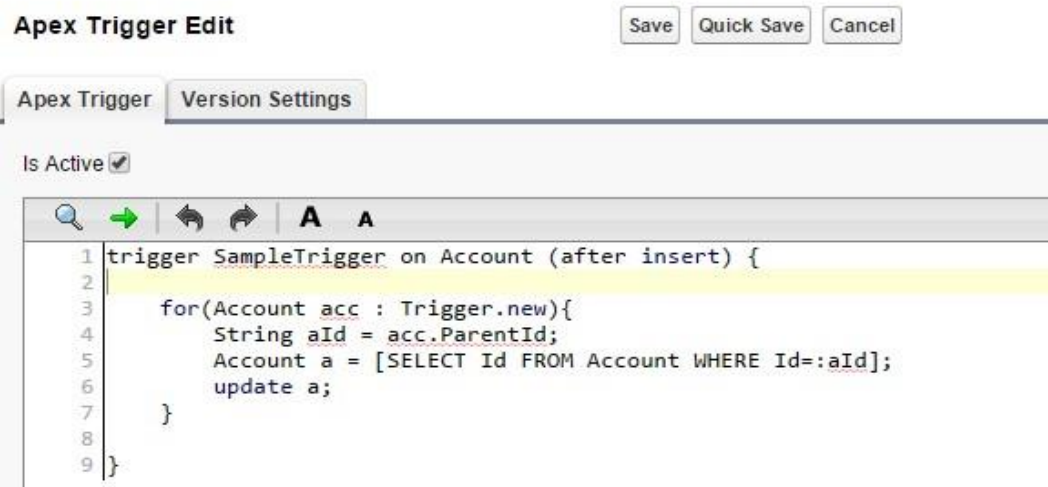 Apex Trigger Edit Save Quick Save Cancel
Apex Trigger Version Settings
Is Active
A A
1 trigger SampleTrigger on Account (after insert) {
2
3 for(Account acc : Trigger.new){
4 String aId = acc.ParentId;
5 Account a = [SELECT Id FROM Account WHERE Id=:aId];
6 update a;
7 }
8
9 }